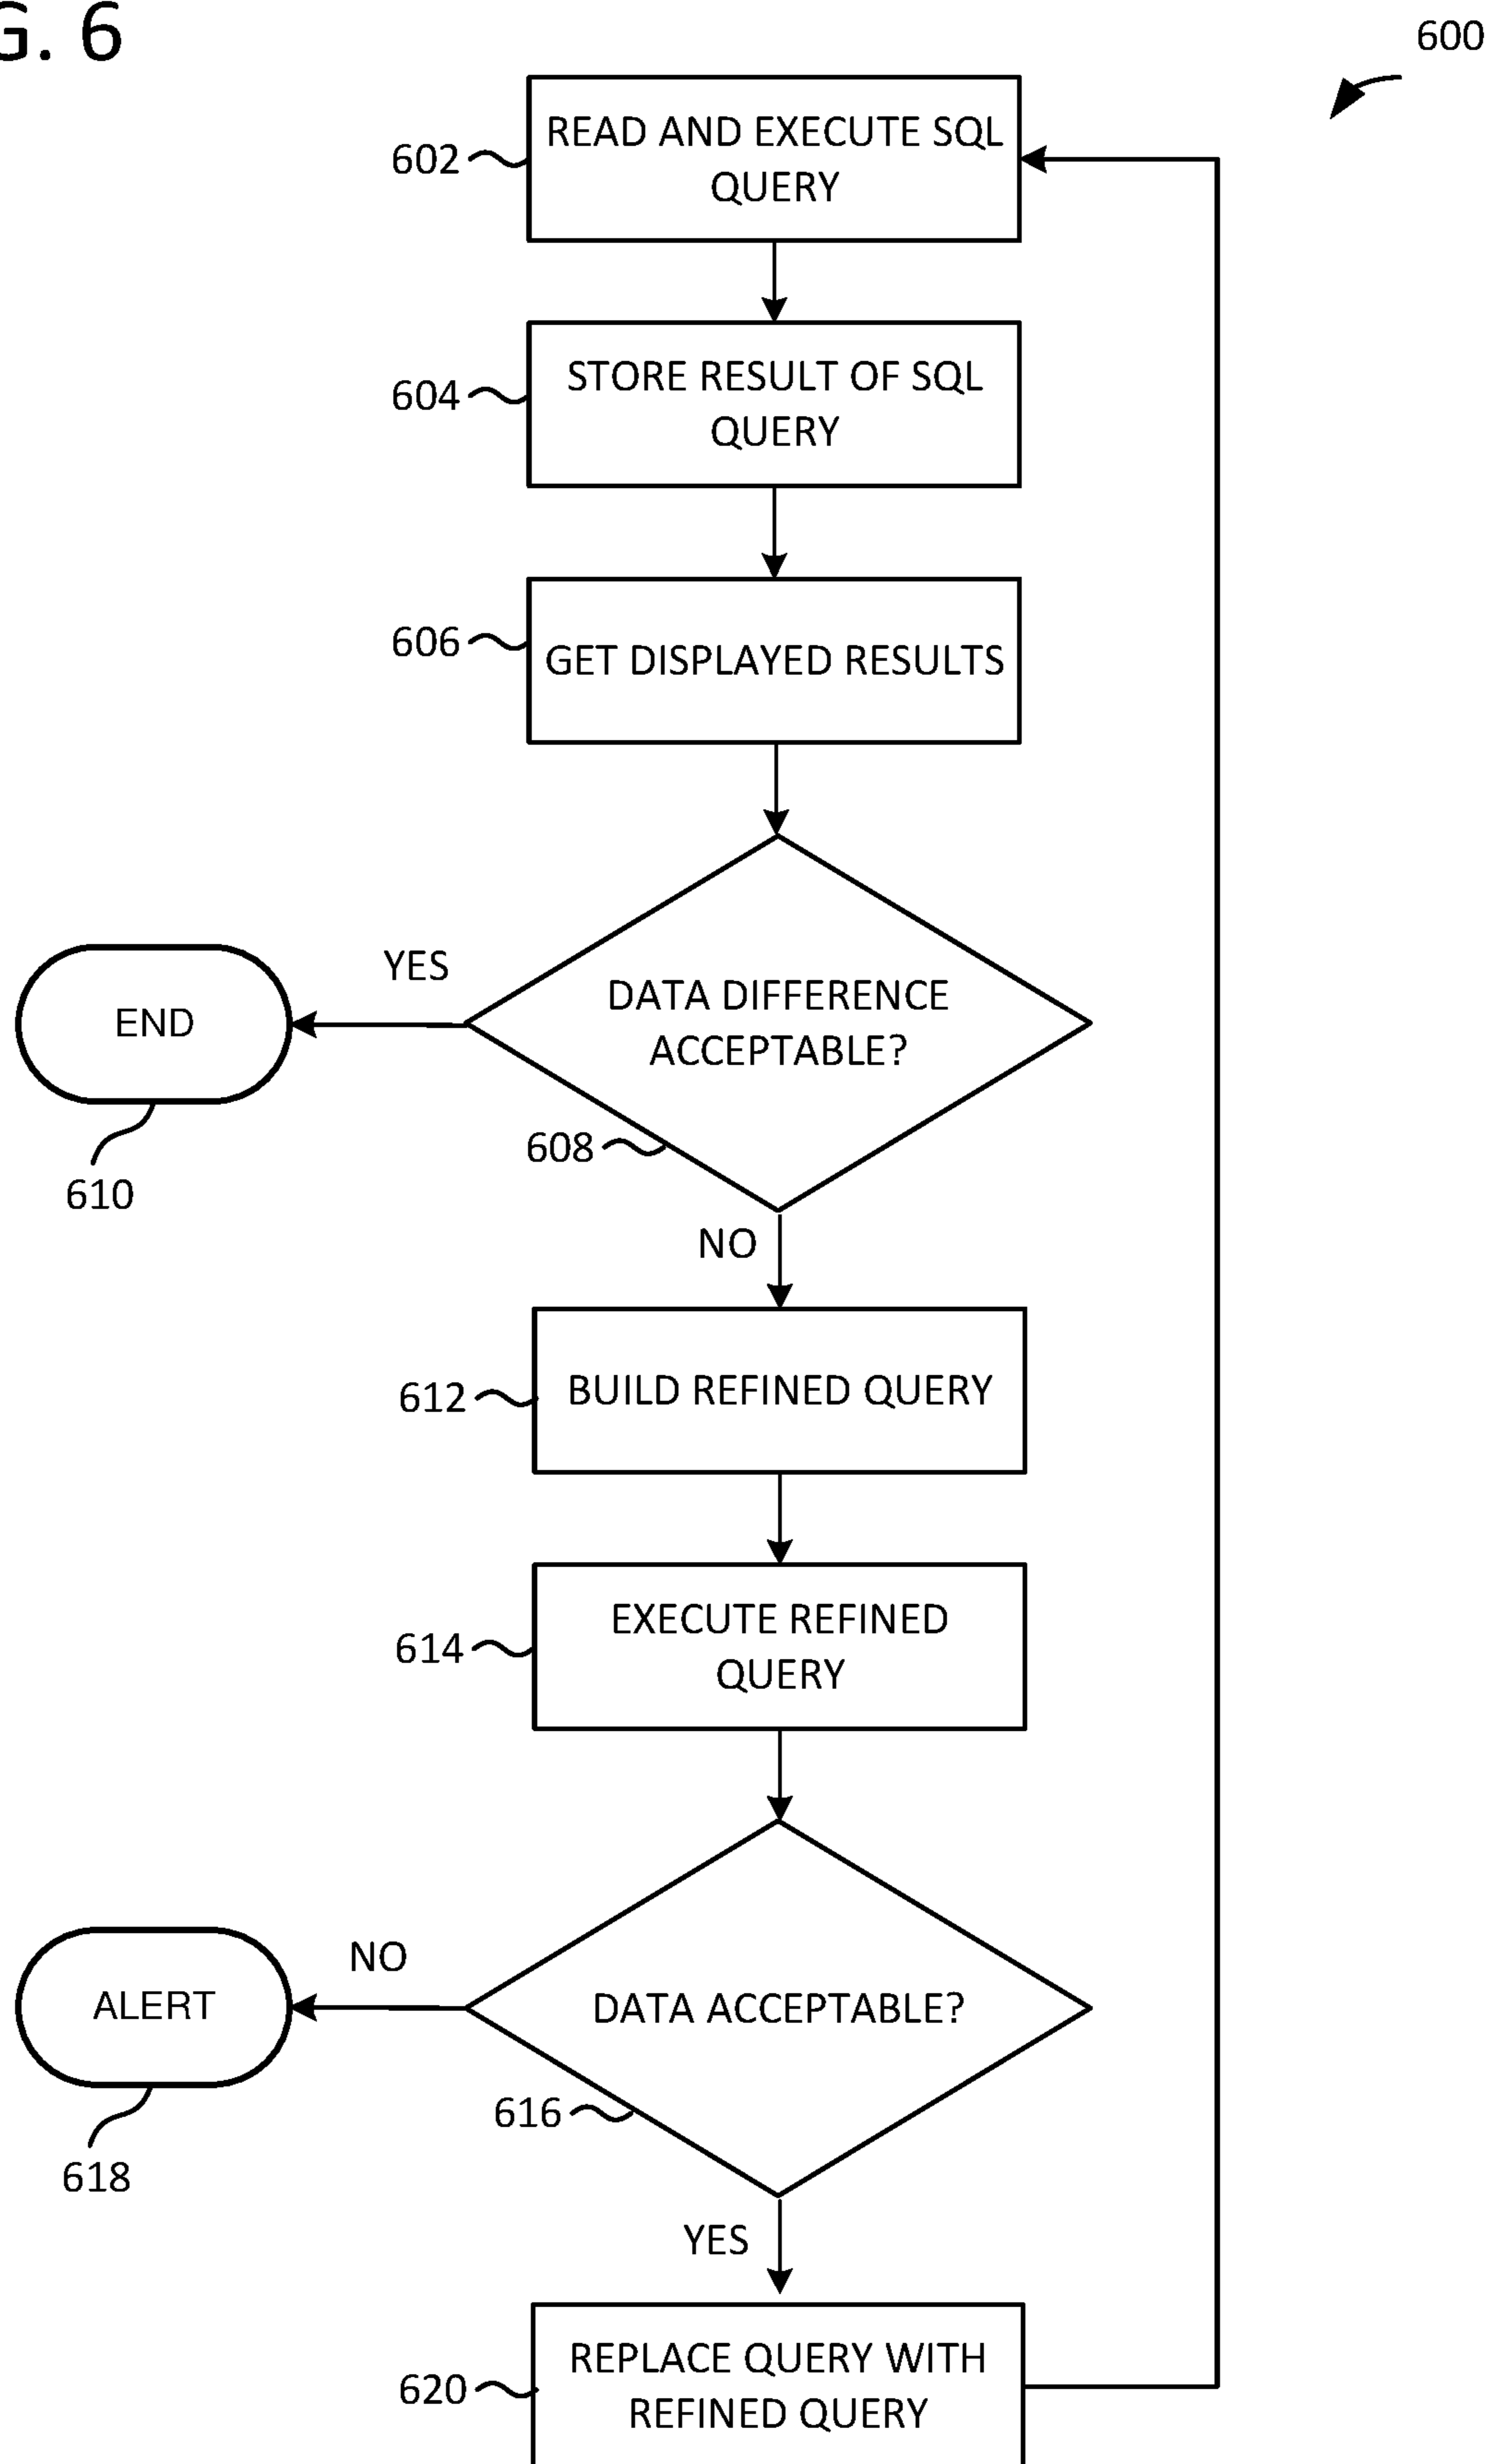 G. 6
600
602
READ AND EXECUTE SQL
QUERY
604
STORE RESULT OF SQL
QUERY
606
GET DISPLAYED RESULTS
YES
END
DATA DIFFERENCE
ACCEPTABLE?
608
610
NO
612
BUILD REFINED QUERY
614
EXECUTE REFINED
QUERY
NO
ALERT
DATA ACCEPTABLE?
616
618
YES
620
REPLACE QUERY WITH
REFINED QUERY